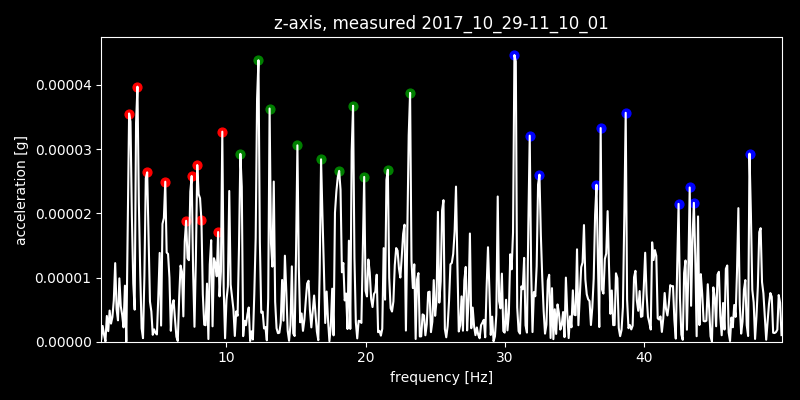 z-axis, measured 2017_10_29-11_10_01
acceleration [g]
0.00004
0.00003
0.00002
0.00001
0.00000
10 20 30 40
frequency [Hz]